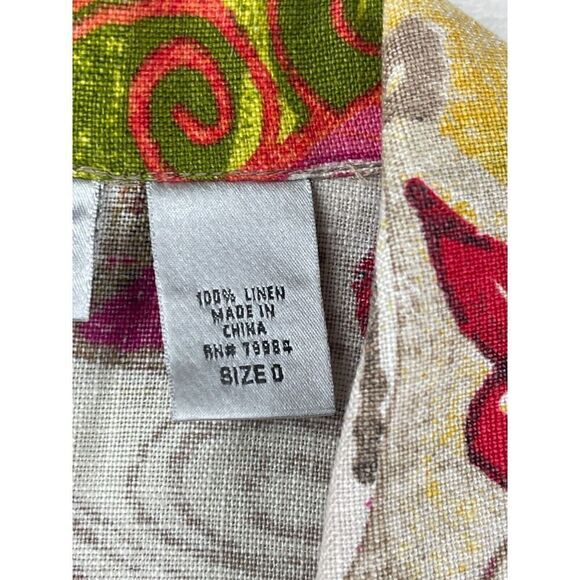 100% LINEN
MADE IN
CHINA
RN# 79984
SIZE 0